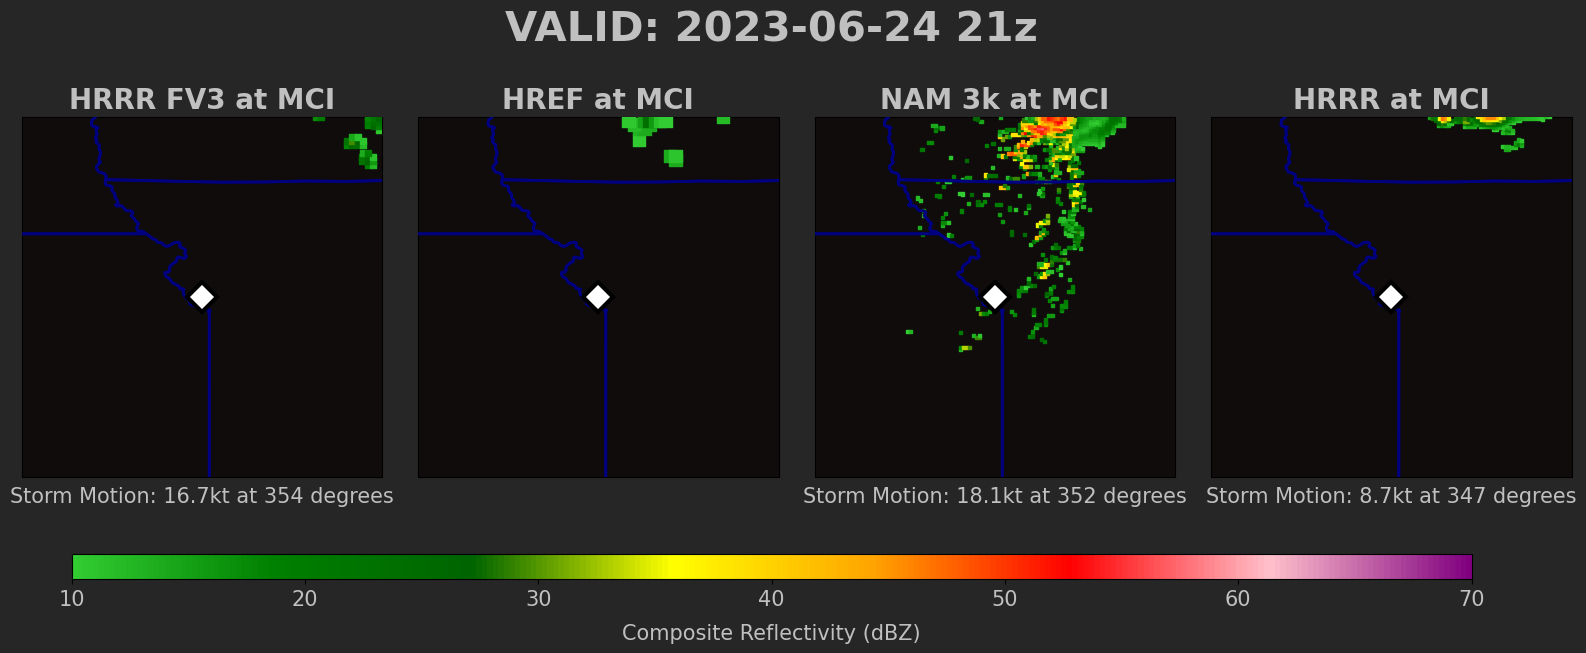 VALID: 2023-06-24 21z
HRRR FV3 at MCI
HREF at MCI
NAM 3k at MCI
HRRR at MCI
Storm Motion: 16.7kt at 354 degrees
Storm Motion: 18.1kt at 352 degrees
Storm Motion: 8.7kt at 347 degrees
10 20 30 40 50 60 70
Composite Reflectivity (dBZ)